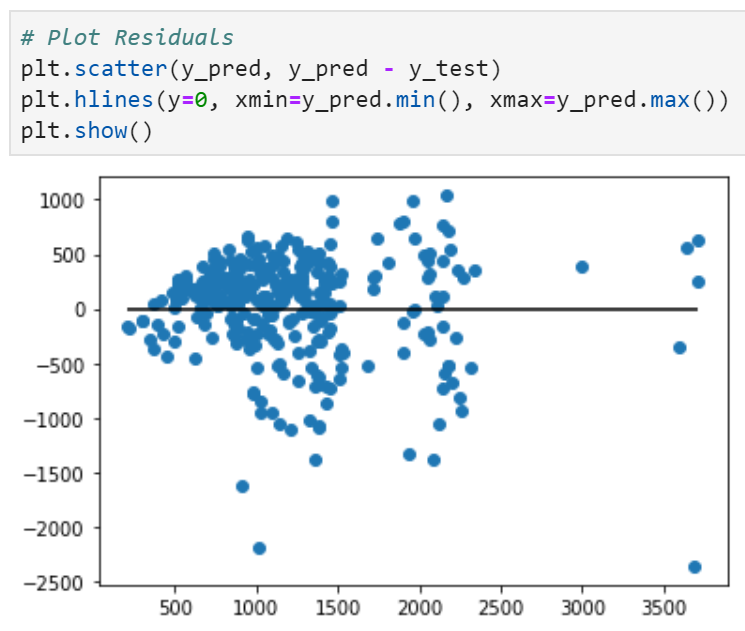 # Plot Residuals
plt.scatter(y_pred, y_pred - y_test)
plt.hlines(y=0, xmin=y_pred.min(), xmax=y_pred.max())
plt.show()
1000
500
0
−500
−1000
−1500
−2000
−2500
500 1000 1500 2000 2500 3000 3500